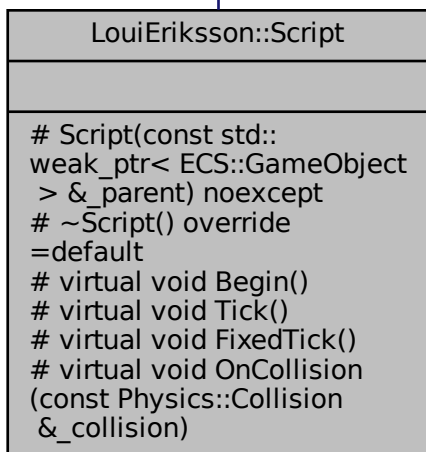 LouiEriksson::Script
# Script(const std::
weak_ptr< ECS::GameObject
> &_parent) noexcept
# ~Script() override
=default
# virtual void Begin()
# virtual void Tick()
# virtual void FixedTick()
# virtual void OnCollision
(const Physics::Collision
&_collision)